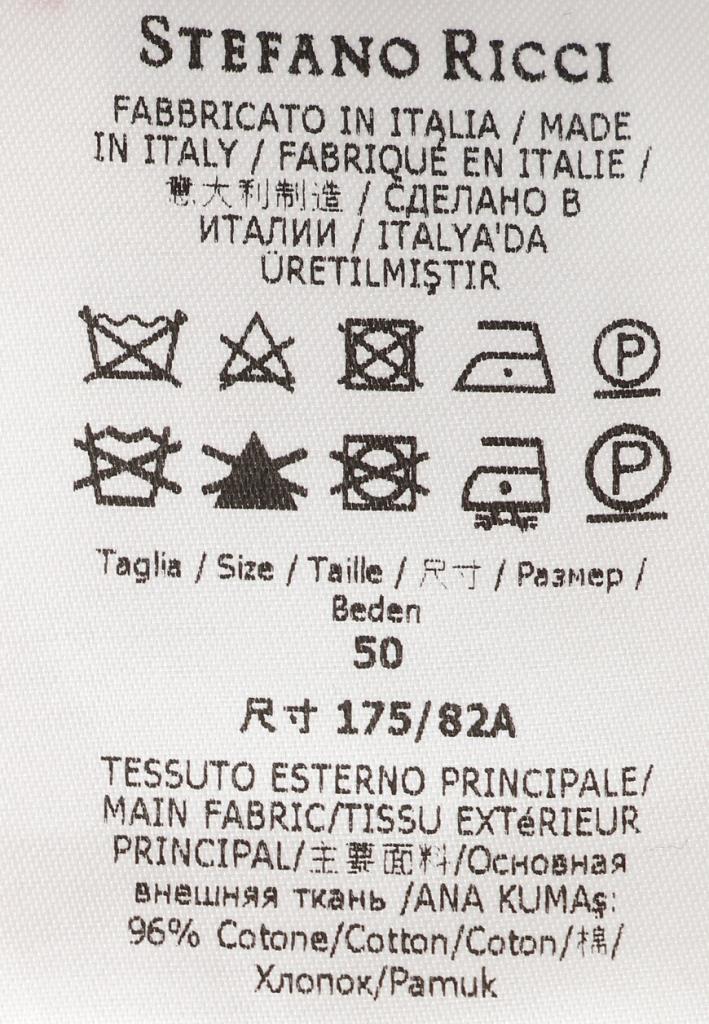 STEFANO RICCI
FABBRICATO IN ITALIA / MADE
IN ITALY / FABRIQUÉ EN ITALIE /
意大利制造 / СДЕЛАНО В
ИТАЛИИ / ITALYA'DA
ÜRETILMIŞTIR
P
P
Taglia / Size / Taille / 尺寸 / Размер /
Beden
50
尺寸 175/82A
TESSUTO ESTERNO PRINCIPALE/
MAIN FABRIC/TISSU EXTéRIEUR
PRINCIPAL/主要面料/Основная
внешняя ткань /ANA KUMAş:
96% Cotone/Cotton/Coton/棉/
Хлопок/Pamuk